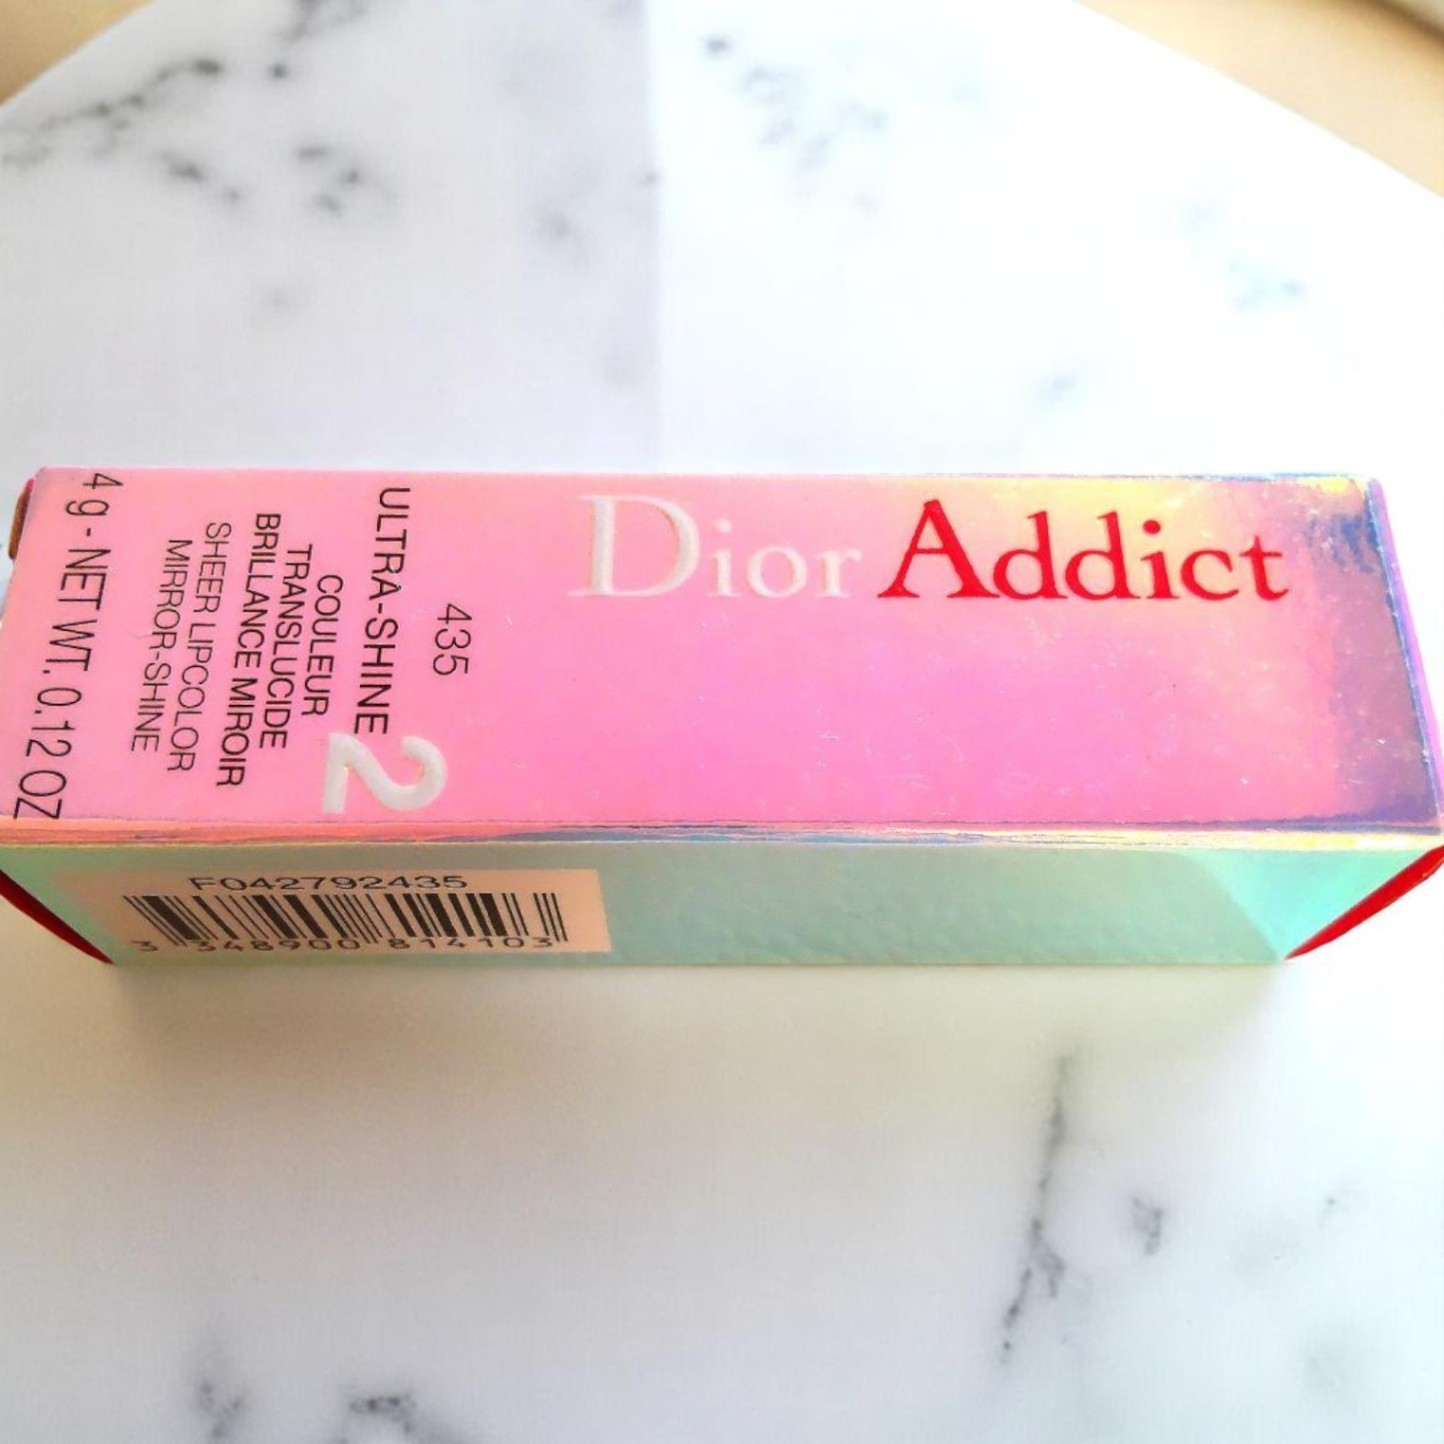 Dior Addict
435
ULTRA-SHINE
2
COULEUR
TRANSLUCIDE
BRILLANCE MIROIR
SHEER LIPCOLOR
MIRROR-SHINE
4 g - NET WT. 0.12 OZ
F042792435
3 348900 814103